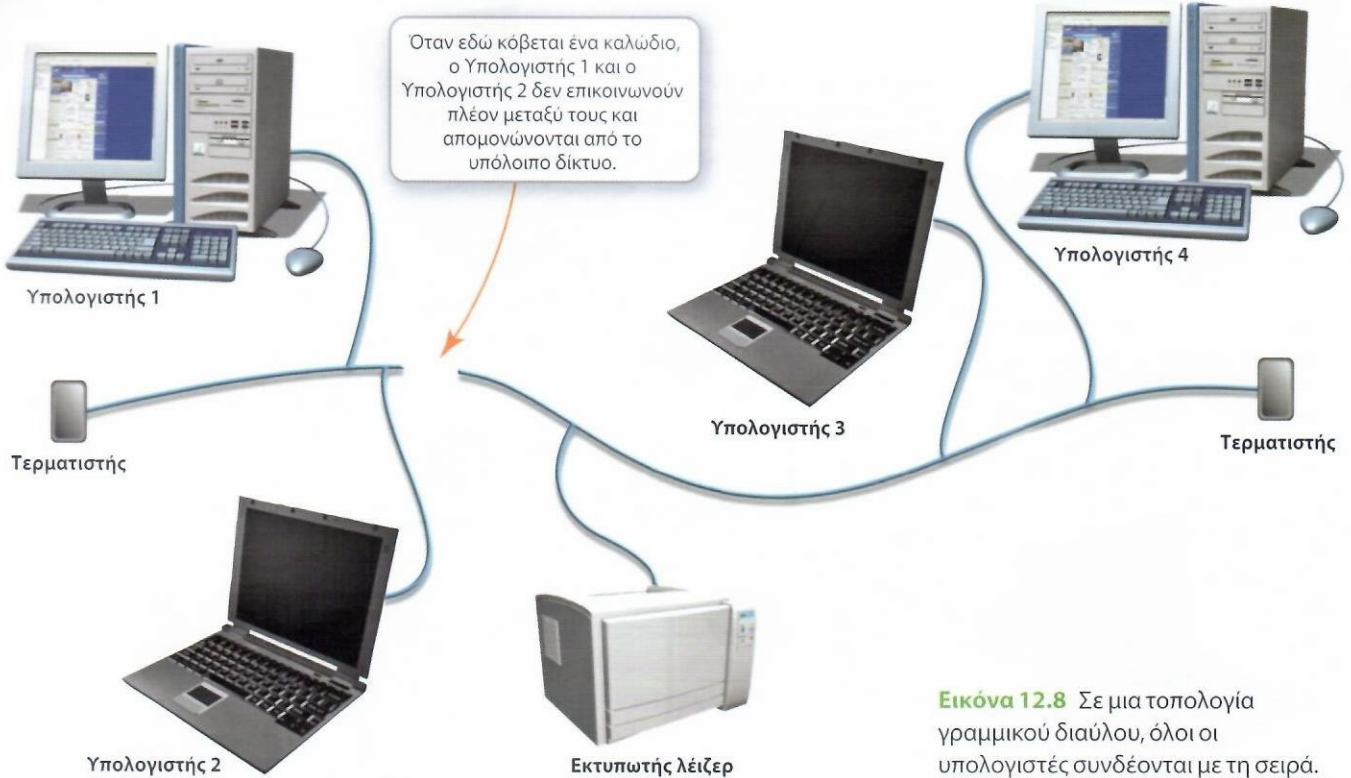 Όταν εδώ κόβεται ένα καλώδιο,
ο Υπολογιστής 1 και ο
Υπολογιστής 2 δεν επικοινωνούν
πλέον μεταξύ τους και
απομονώνονται από το
υπόλοιπο δίκτυο.
Υπολογιστής 1
Υπολογιστής 4
Υπολογιστής 3
Τερματιστής
Τερματιστής
Υπολογιστής 2
Εκτυπωτής λέιζερ
Εικόνα 12.8 Σε μια τοπολογία
γραμμικού διαύλου, όλοι οι
υπολογιστές συνδέονται με τη σειρά.